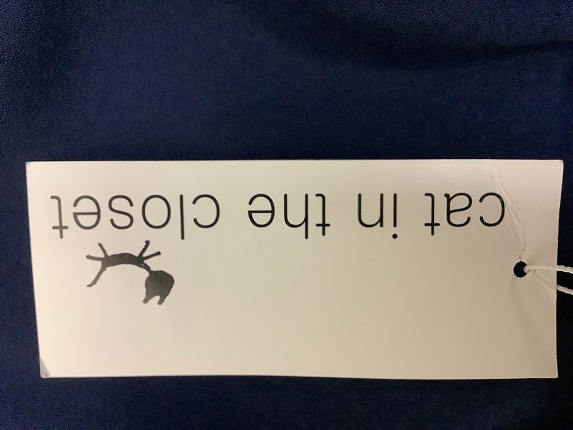 cat in the closet